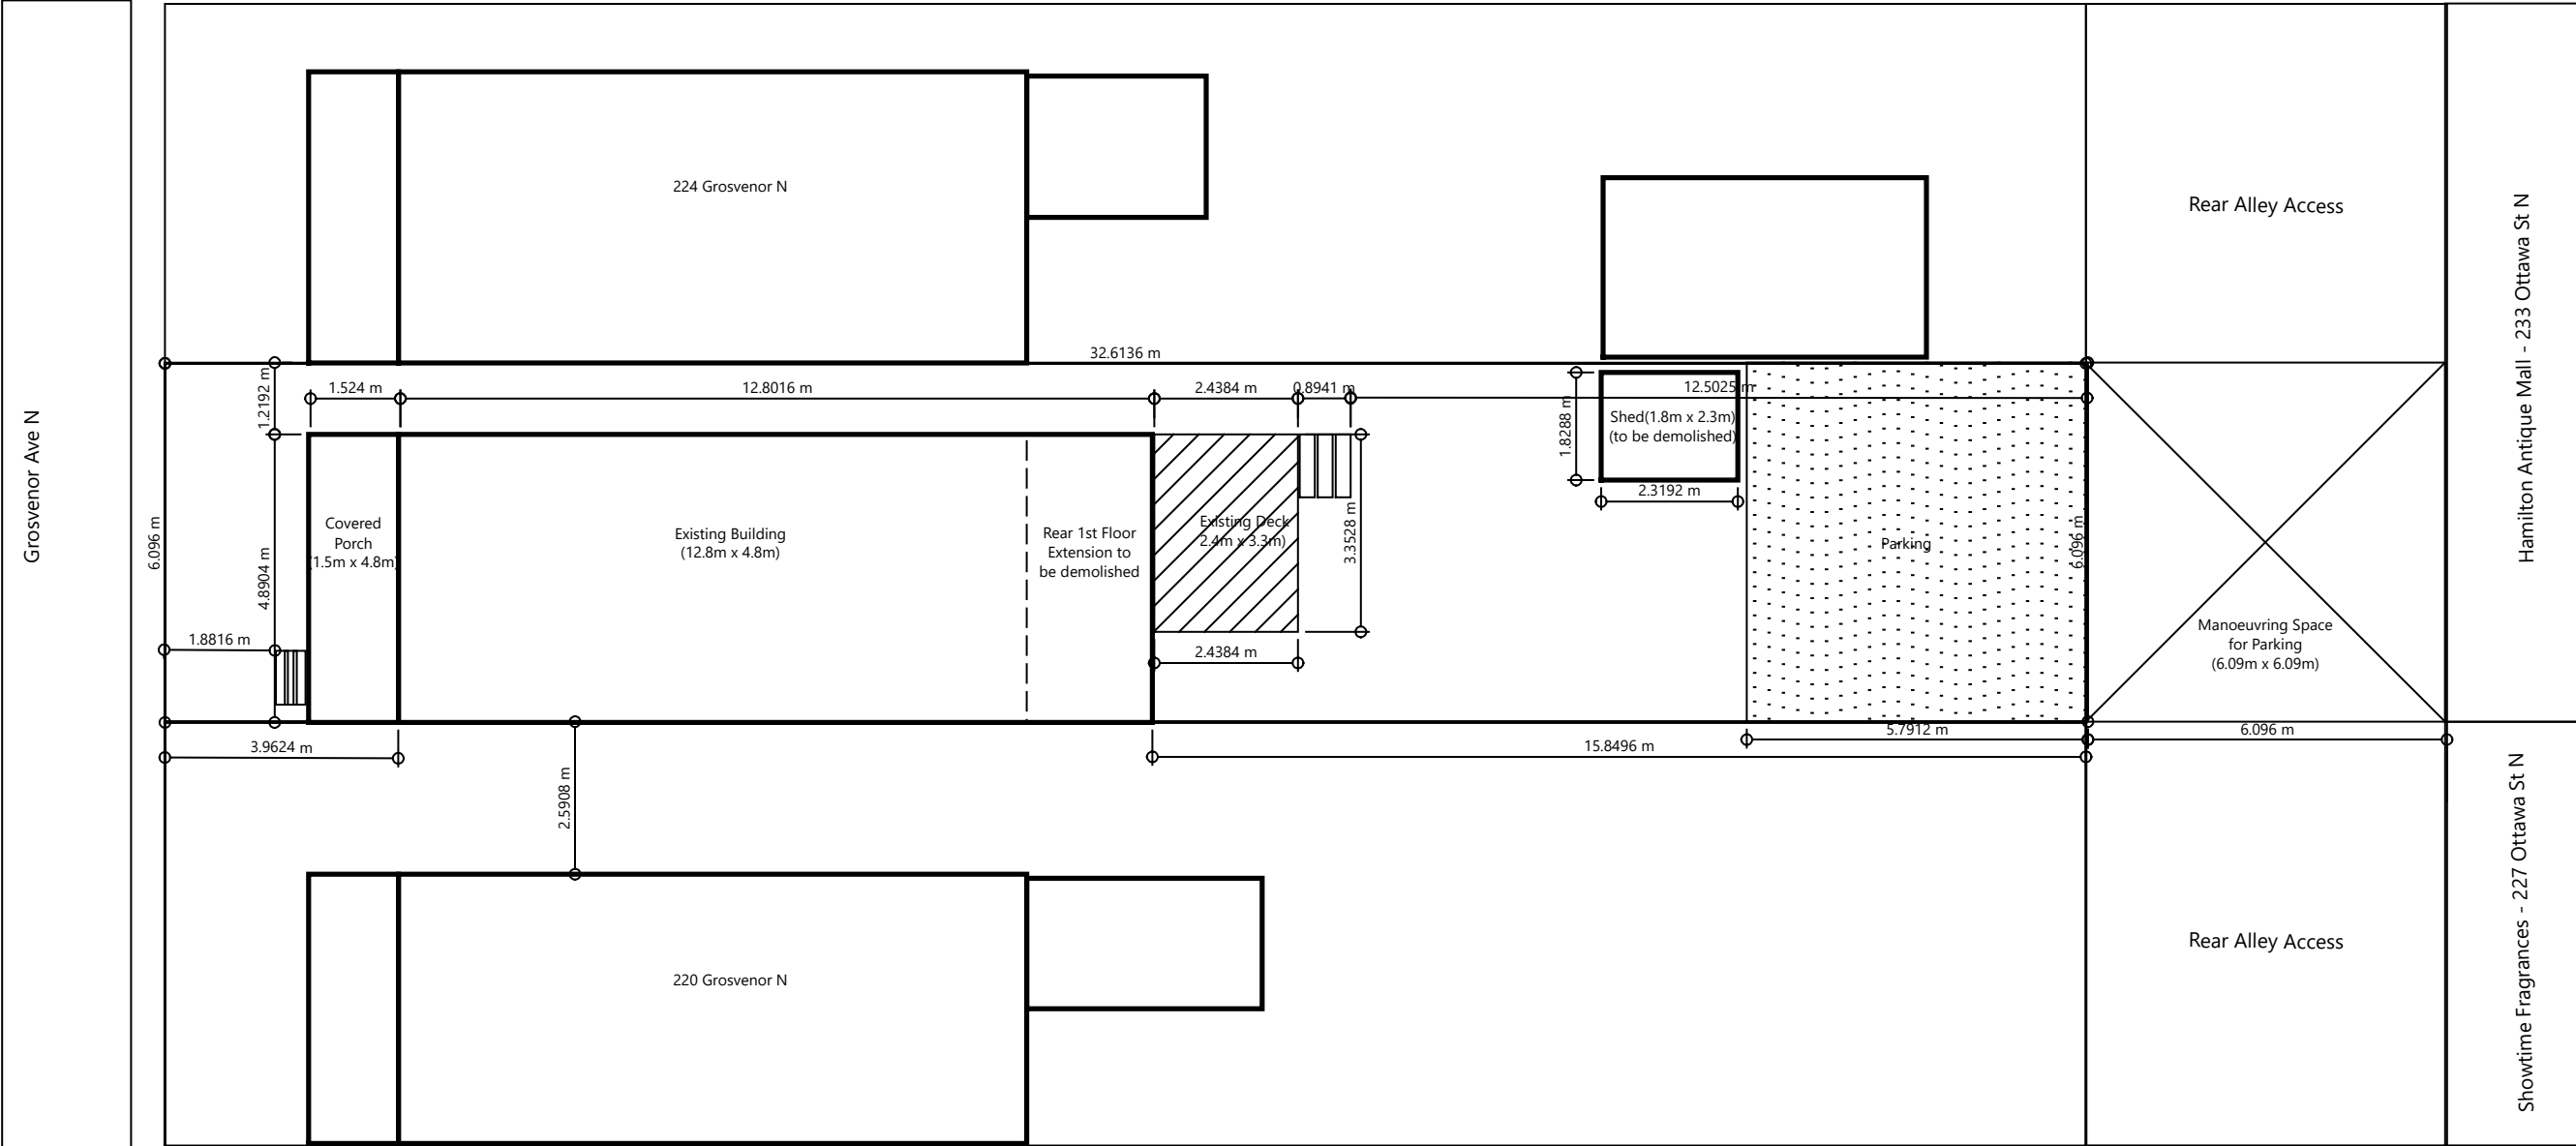 Grosvenor Ave N
224 Grosvenor N
Rear Alley Access
Hamilton Antique Mall - 233 Ottawa St N
32.6136 m
1.2192 m
1.524 m
12.8016 m
2.4384 m
0.8941 m
12.5025 m
1.8288 m
Shed(1.8m x 2.3m)
(to be demolished)
2.3192 m
6.096 m
4.8904 m
Covered
Porch
(1.5m x 4.8m)
Existing Building
(12.8m x 4.8m)
Rear 1st Floor
Extension to
be demolished
Existing Deck
2.4m x 3.3m)
3.3528 m
Parking
6.096 m
1.8816 m
2.4384 m
Manoeuvring Space
for Parking
(6.09m x 6.09m)
3.9624 m
15.8496 m
5.7912 m
6.096 m
2.5908 m
Showtime Fragrances - 227 Ottawa St N
Rear Alley Access
220 Grosvenor N